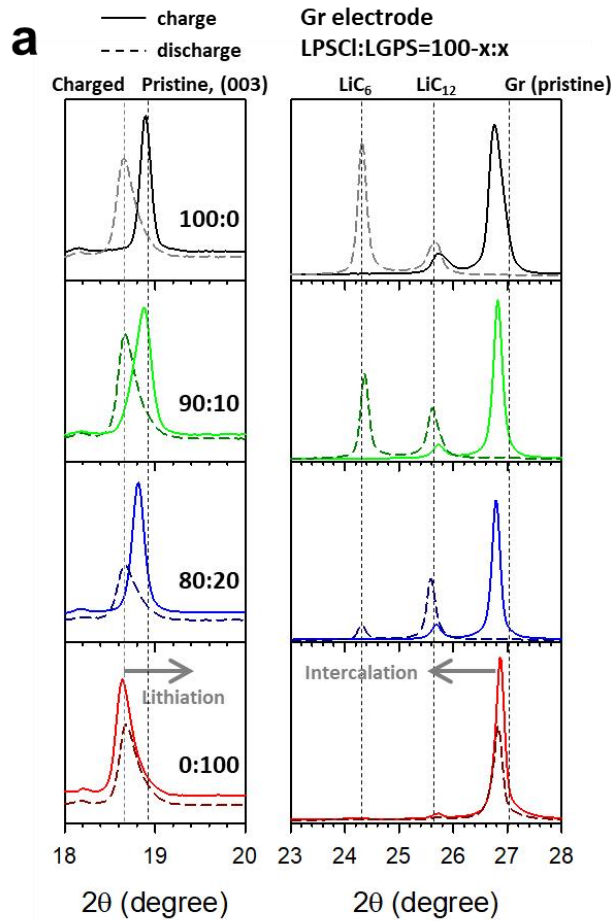 a
charge
discharge
Gr electrode
LPSCl:LGPS=100-x:x
Charged Pristine, (003)
LiC₆ LiC₁₂ Gr (pristine)
100:0
90:10
80:20
Lithiation
Intercalation
0:100
18 19 20
23 24 25 26 27 28
2θ (degree)
2θ (degree)